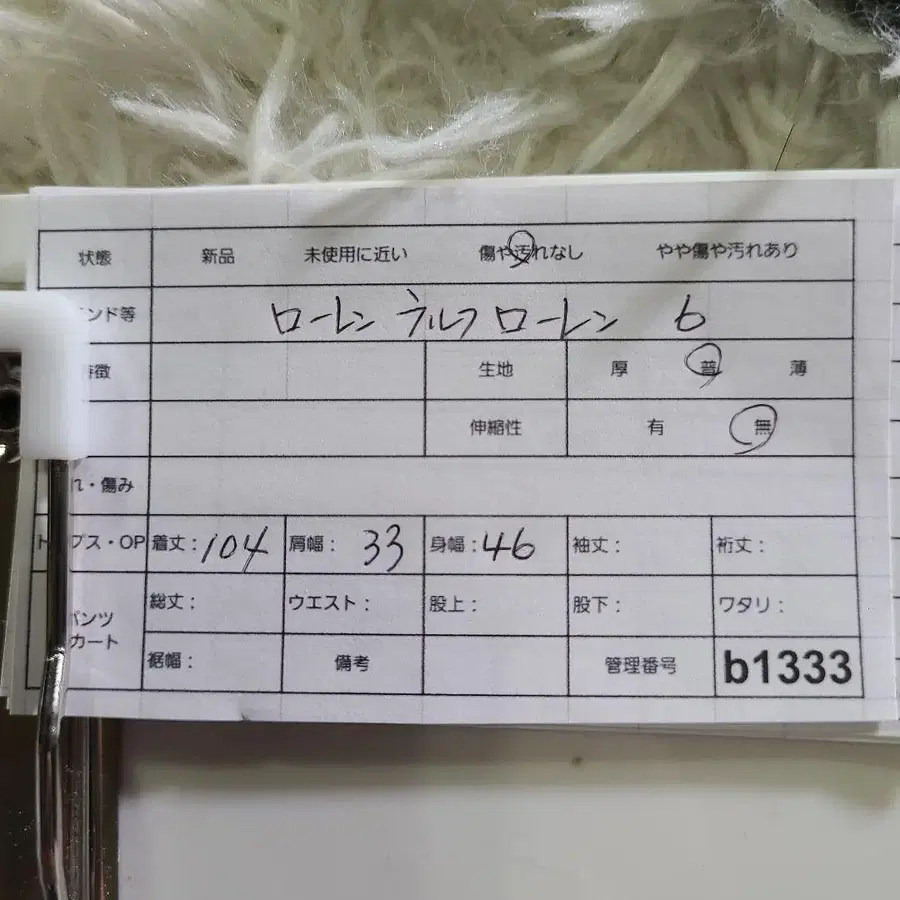 状態 新品 未使用に近い 傷や汚れなし やや傷や汚れあり
ンド等 ローレン ラルフ ローレン 6
徴 生地 厚 普 薄
伸縮性 有 無
れ・傷み
プス・OP 着丈: 104 肩幅: 33 身幅: 46 袖丈: 裄丈:
パンツ 総丈: ウエスト: 股上: 股下: ワタリ:
カート
裾幅: 備考 管理番号 b1333